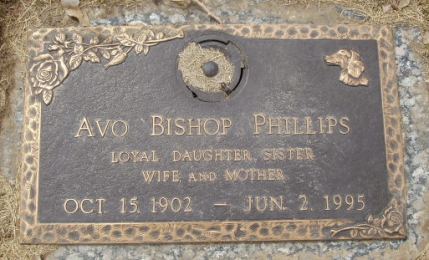 AVO BISHOP PHILLIPS
LOYAL DAUGHTER, SISTER
WIFE AND MOTHER
OCT. 15, 1902 — JUN. 2, 1995